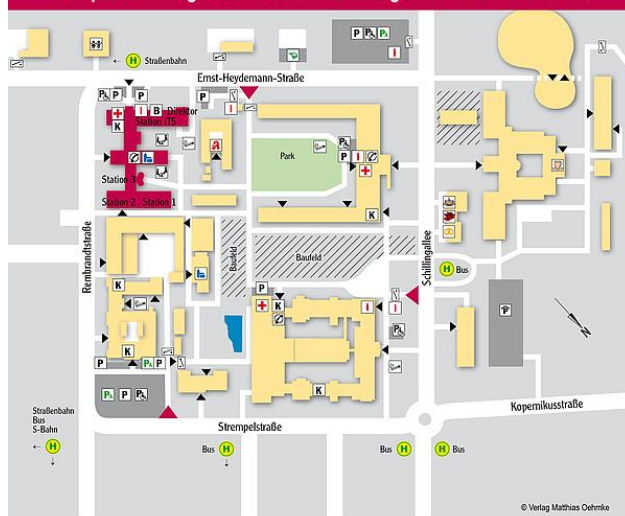 H
Straßenbahn
P
P
i
Ernst-Heydemann-Straße
P
P
P
i
B
Direktor
Station ITS
K
i
Park
P
i
Station 3
Station 2
Station 1
K
Rembrandtstraße
Baufeld
Baufeld
Schillingallee
H
Bus
K
P
K
i
i
K
K
P
P
P
P
Kopernikusstraße
Strempelstraße
Straßenbahn
Bus
S-Bahn
H
Bus
H
Bus
H
H
Bus
© Verlag Matthias Oehmke